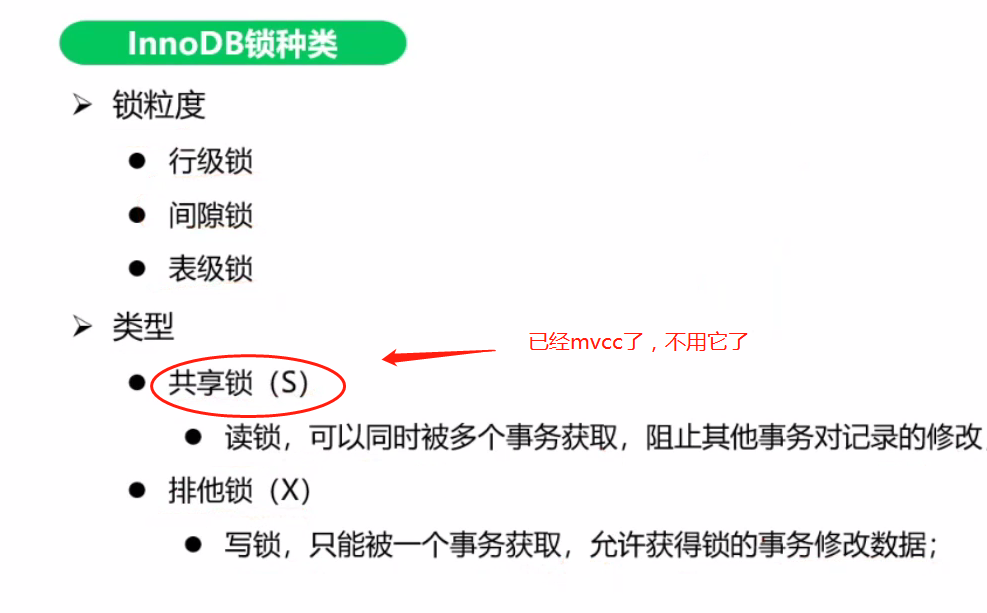 InnoDB锁种类
➢ 锁粒度
● 行级锁
● 间隙锁
● 表级锁
➢ 类型
已经mvcc了，不用它了
● 共享锁（S）
● 读锁，可以同时被多个事务获取，阻止其他事务对记录的修改
● 排他锁（X）
● 写锁，只能被一个事务获取，允许获得锁的事务修改数据；